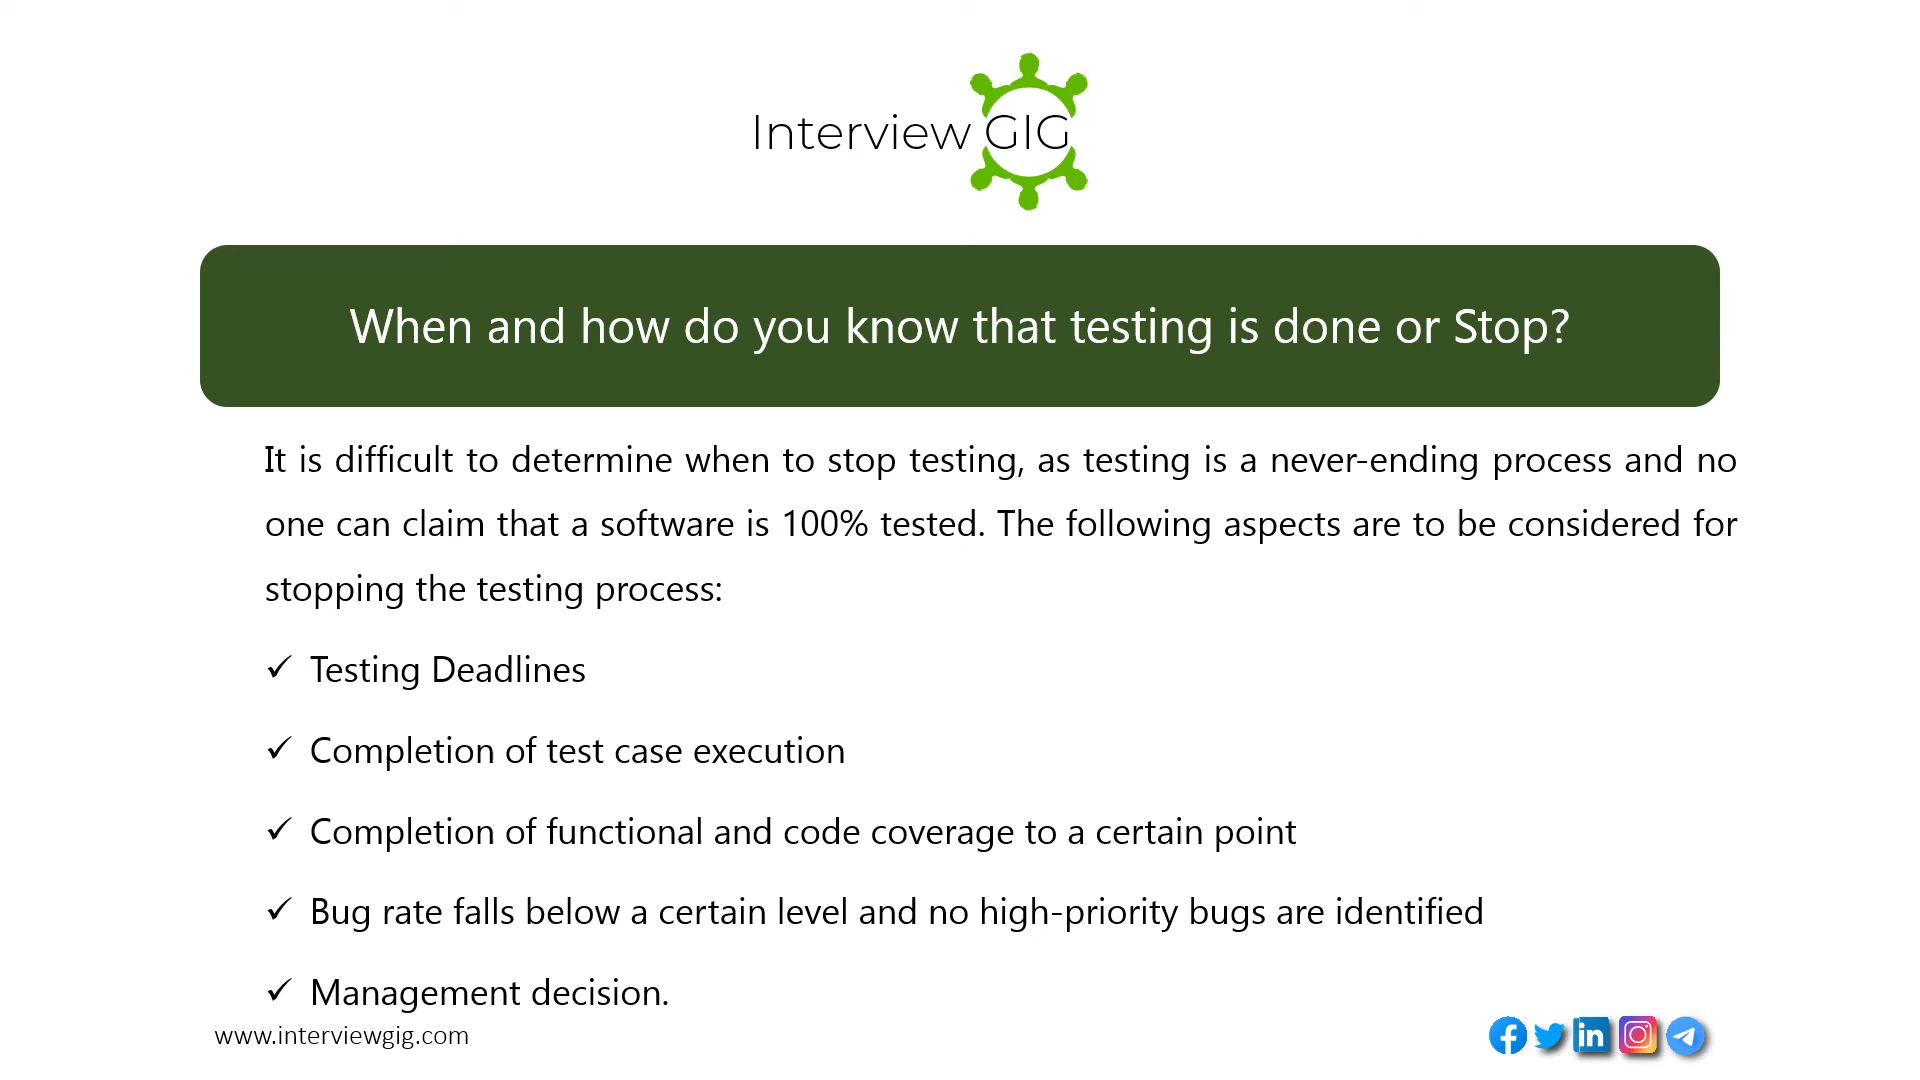 Interview GIG
When and how do you know that testing is done or Stop?
It is difficult to determine when to stop testing, as testing is a never-ending process and no
one can claim that a software is 100% tested. The following aspects are to be considered for
stopping the testing process:
✓ Testing Deadlines
✓ Completion of test case execution
✓ Completion of functional and code coverage to a certain point
✓ Bug rate falls below a certain level and no high-priority bugs are identified
✓ Management decision.
www.interviewgig.com
in